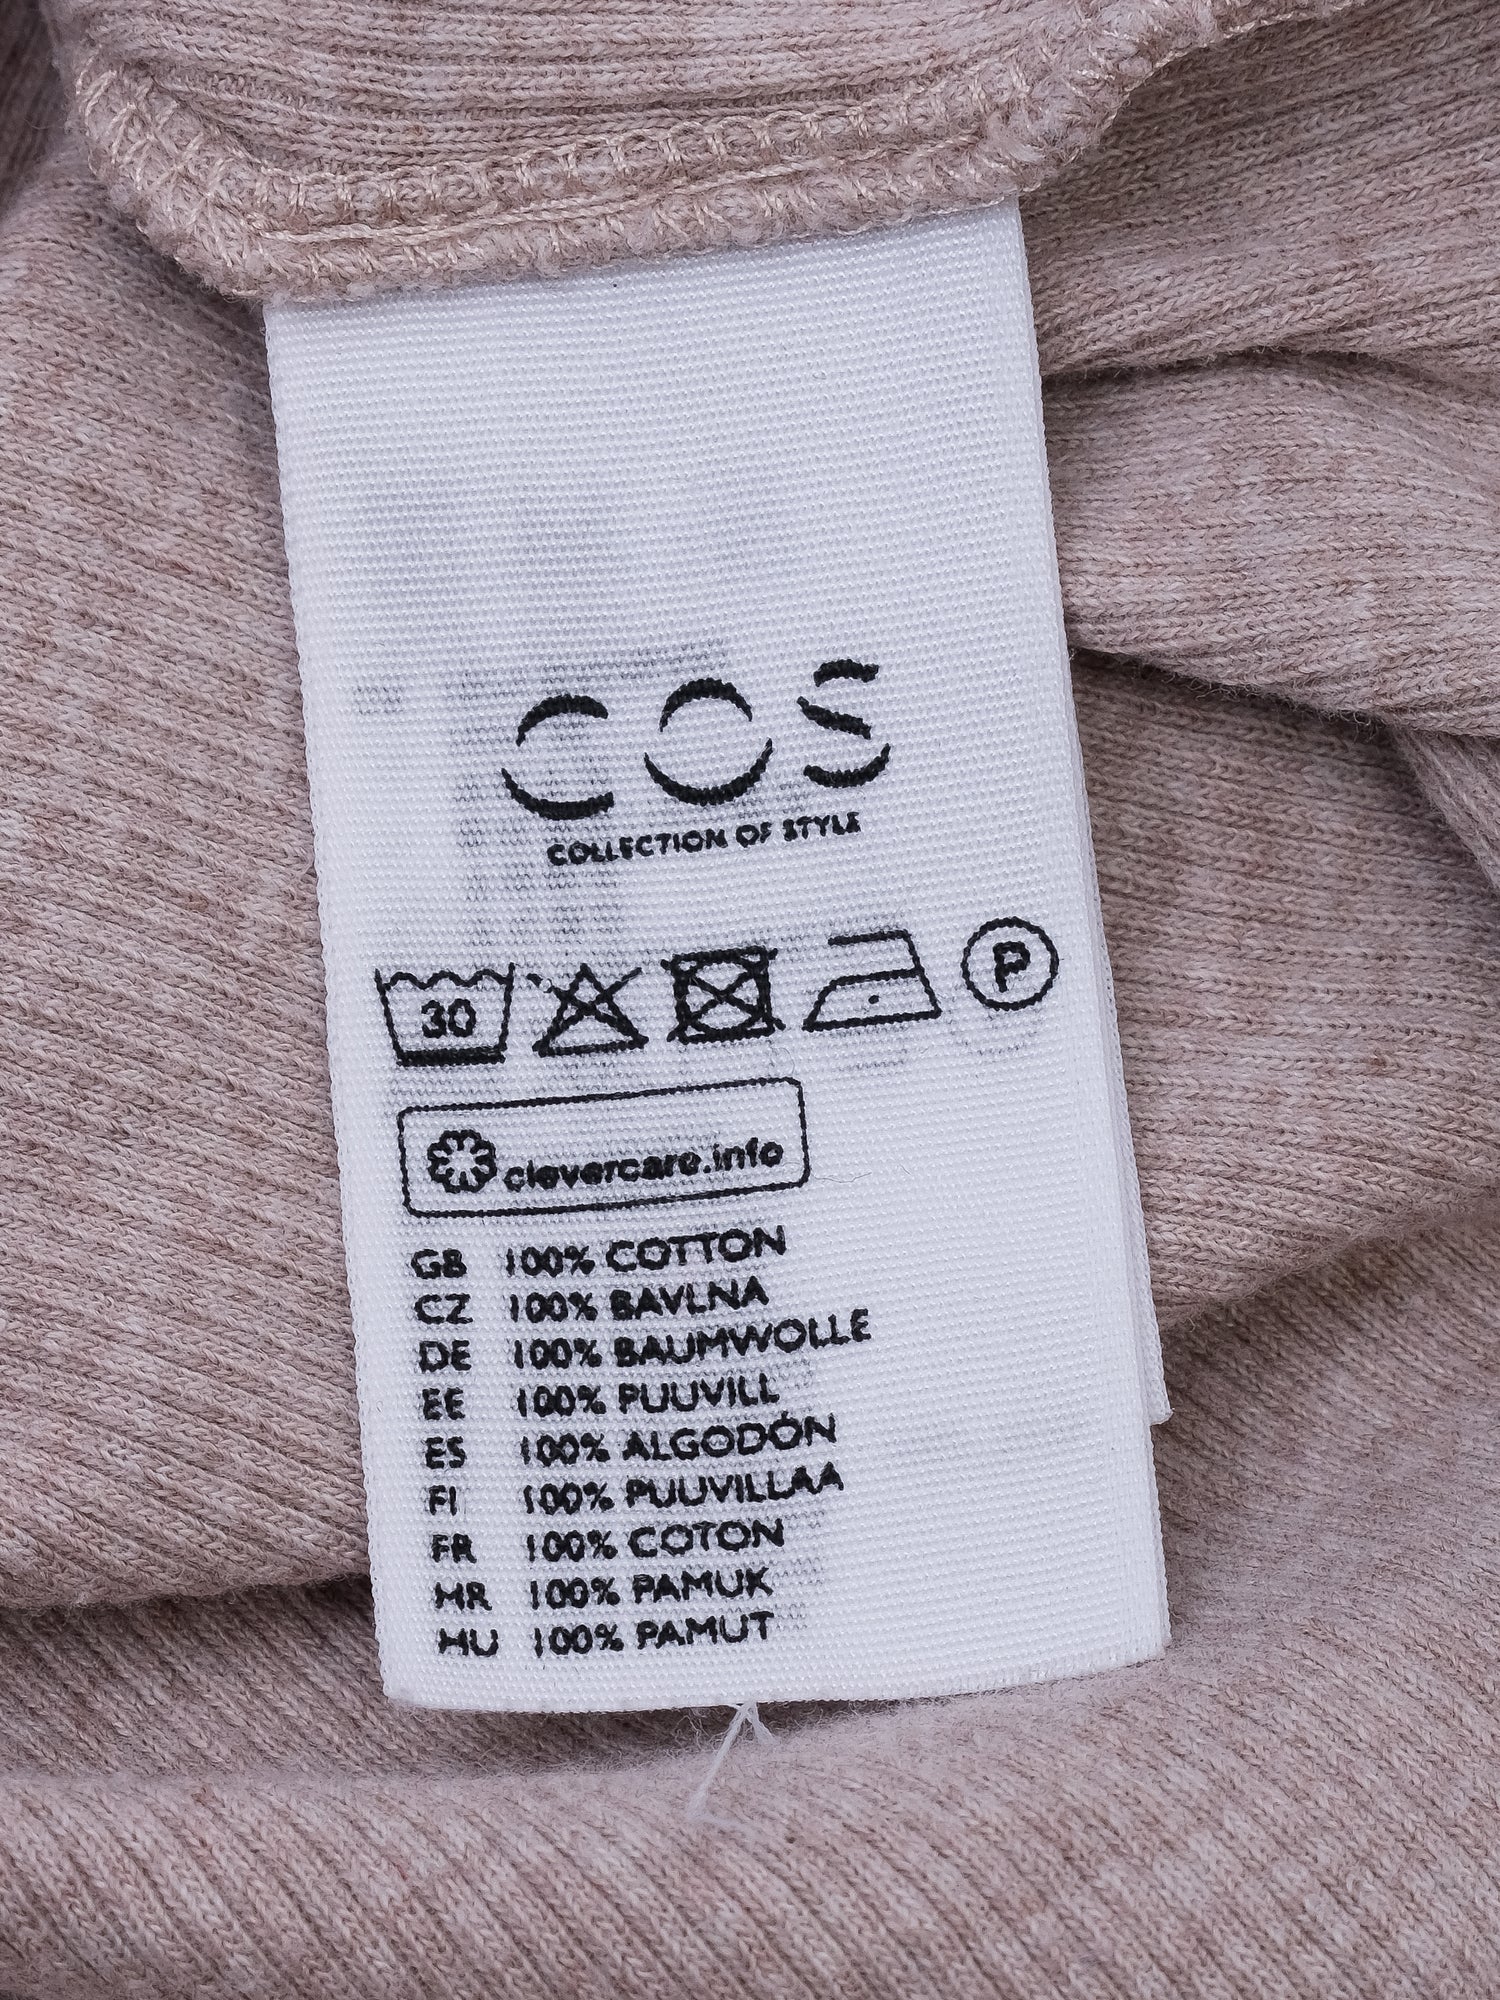 COS
COLLECTION OF STYLE
30
P
clevercare.info
GB 100% COTTON
CZ 100% BAVLNA
DE 100% BAUMWOLLE
EE 100% PUUVILL
ES 100% ALGODÓN
FI 100% PUUVILLAA
FR 100% COTON
HR 100% PAMUK
HU 100% PAMUT